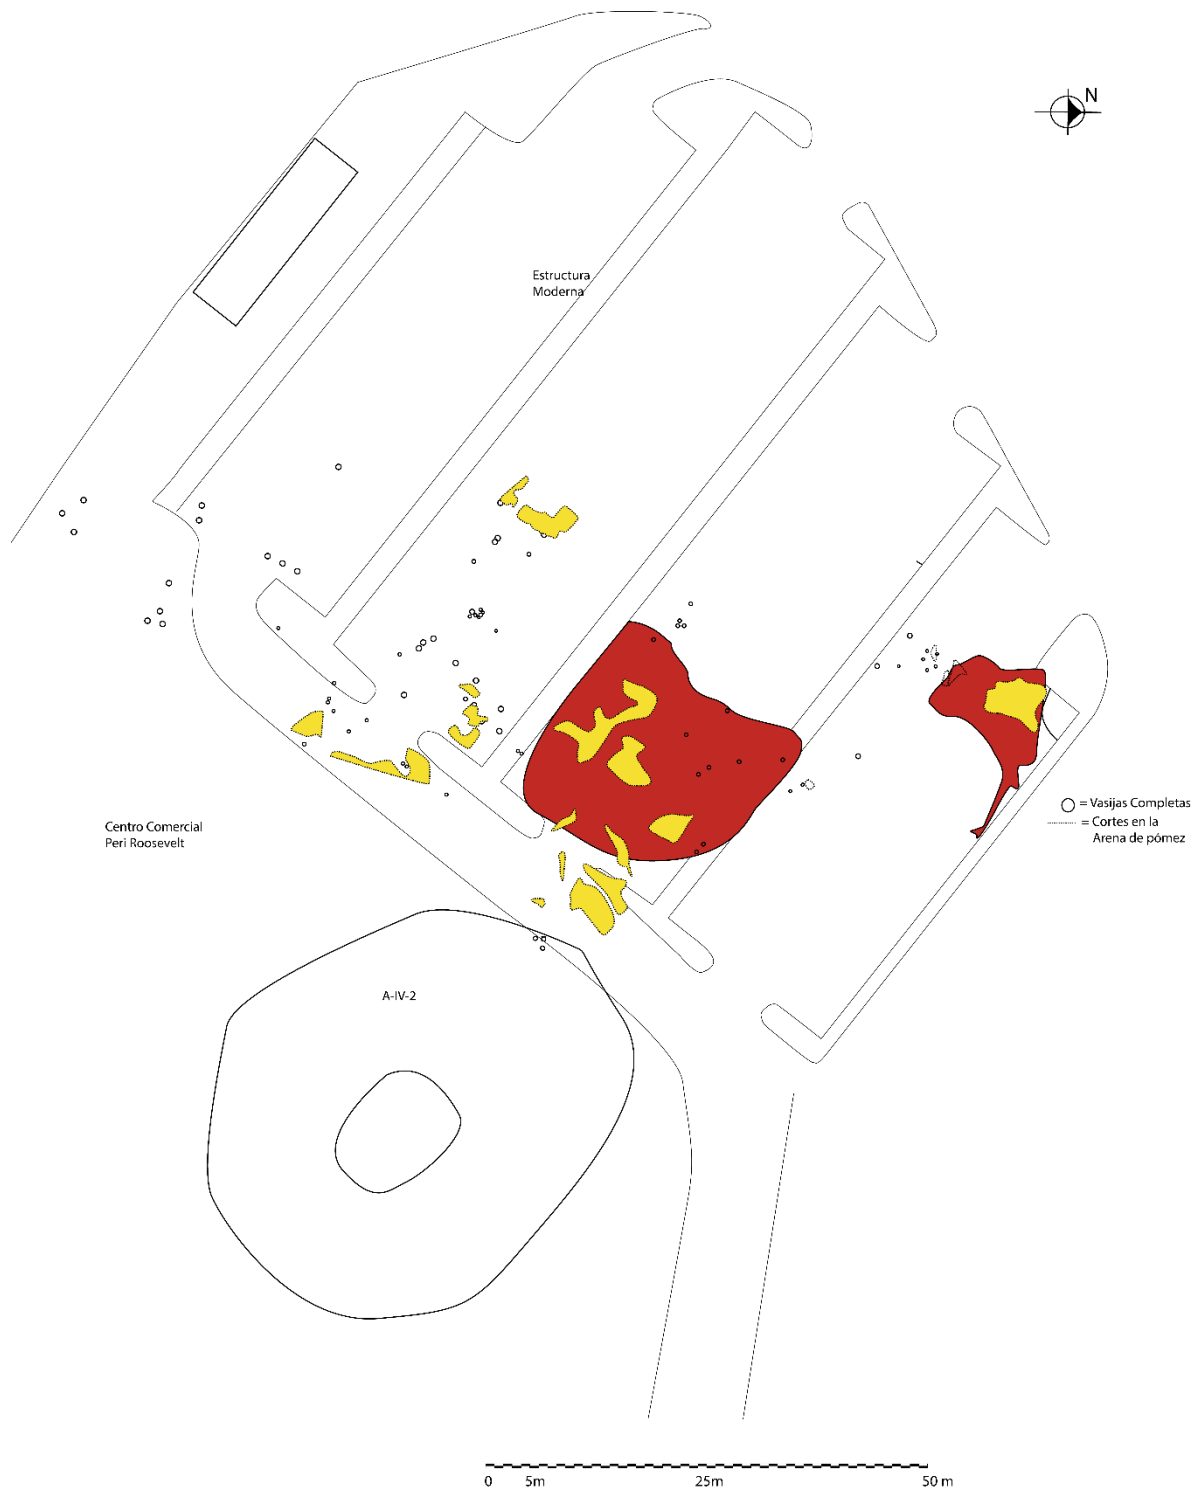 N
Estructura
Moderna
= Vasijas Completas
= Cortes en la
Arena de pómez
Centro Comercial
Peri Roosevelt
A-IV-2
0 5m 25m 50 m